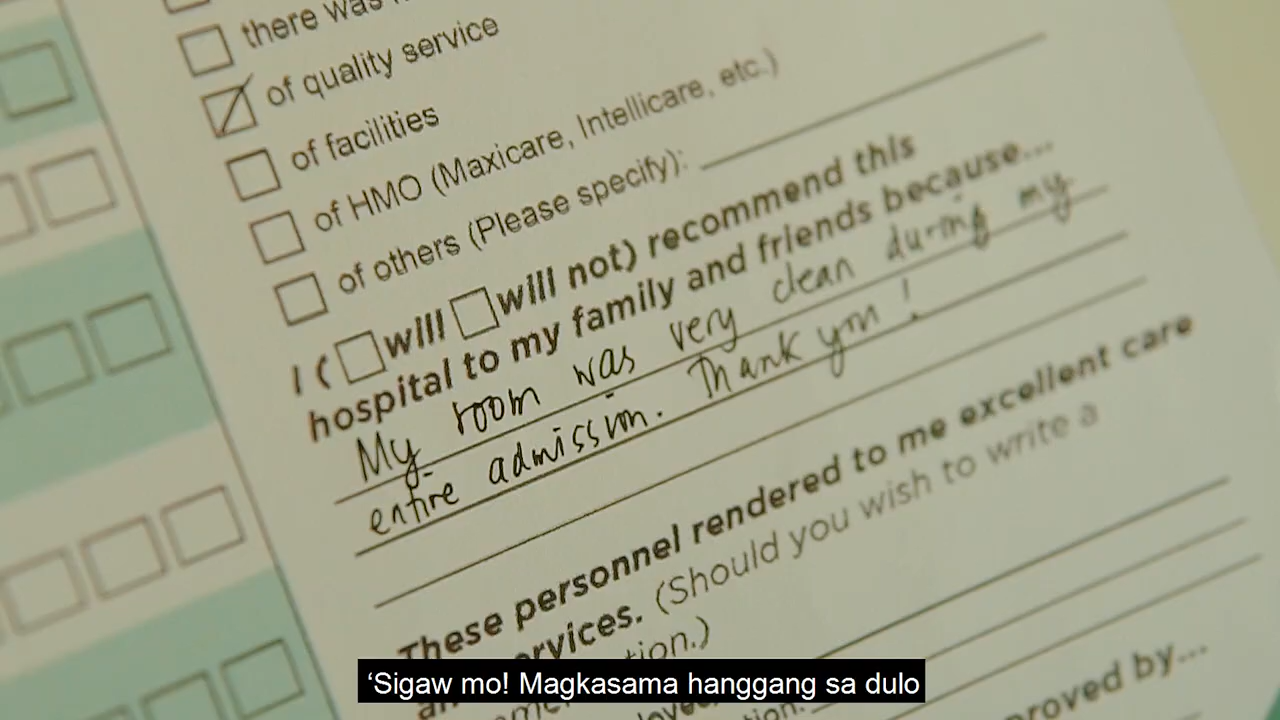 there was
of quality service
of facilities
of HMO (Maxicare, Intellicare, etc.)
of others (Please specify):
I ( will will not) recommend this
hospital to my family and friends because...
My room was very clean during my
entire admission. Thank you!
These personnel rendered to me excellent care
(Should you wish to write a
‘Sigaw mo! Magkasama hanggang sa dulo